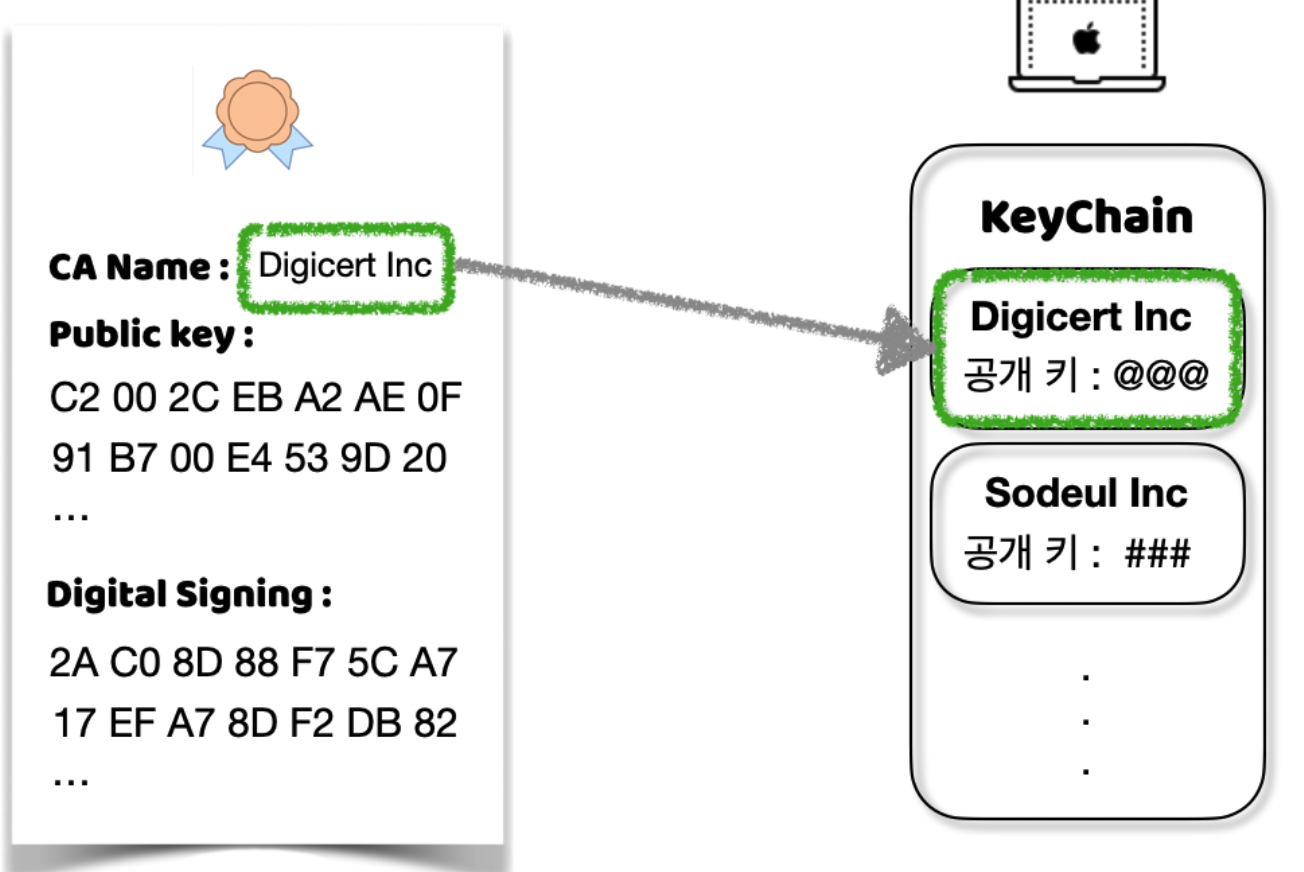 CA Name : Digicert Inc
Public key :
C2 00 2C EB A2 AE 0F
91 B7 00 E4 53 9D 20
...
Digital Signing :
2A C0 8D 88 F7 5C A7
17 EF A7 8D F2 DB 82
...
KeyChain
Digicert Inc
공개 키 : @@@
Sodeul Inc
공개 키 : ###
.
.
.